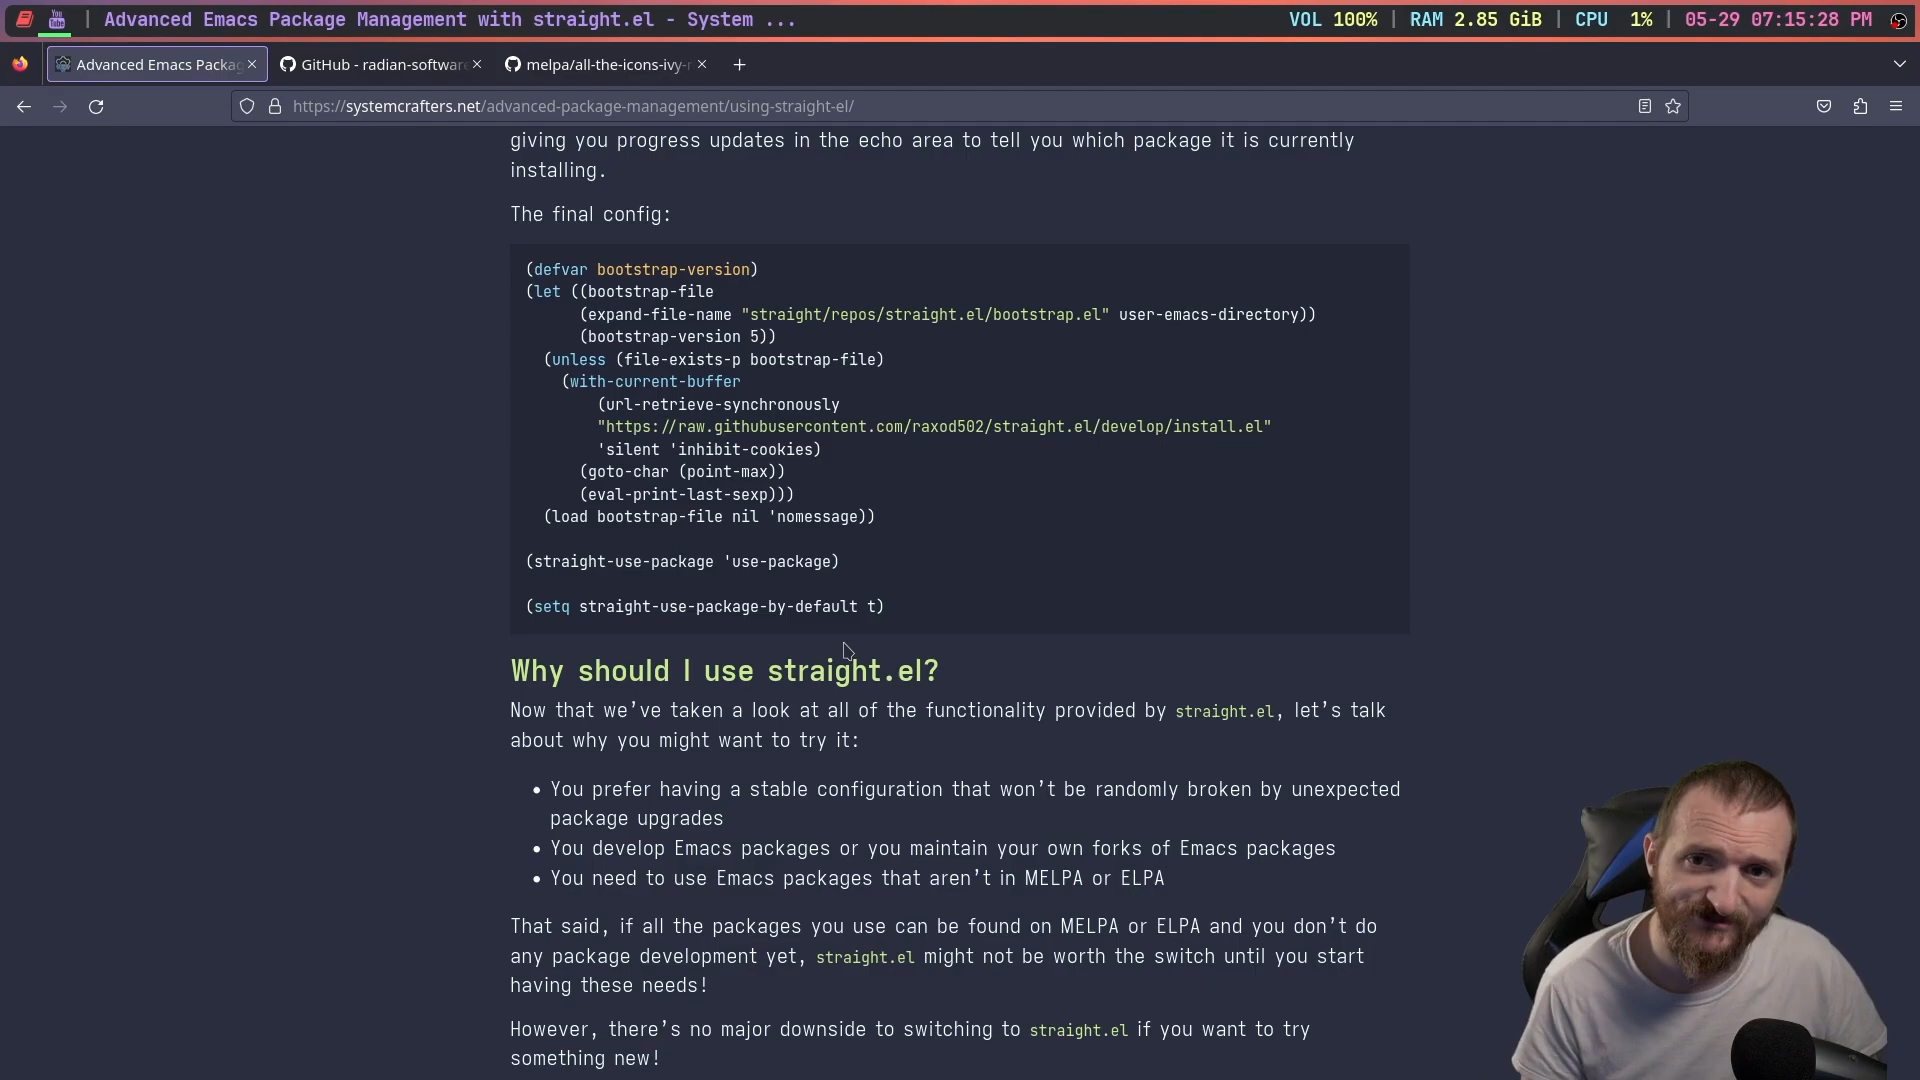 You Tube | Advanced Emacs Package Management with straight.el - System ... VOL 100% | RAM 2.85 GiB | CPU 1% | 05-29 07:15:28 PM
Advanced Emacs Packag GitHub - radian-softwar melpa/all-the-icons-ivy-r
https://systemcrafters.net/advanced-package-management/using-straight-el/
giving you progress updates in the echo area to tell you which package it is currently
installing.
The final config:
(defvar bootstrap-version)
(let ((bootstrap-file
(expand-file-name "straight/repos/straight.el/bootstrap.el" user-emacs-directory))
(bootstrap-version 5))
(unless (file-exists-p bootstrap-file)
(with-current-buffer
(url-retrieve-synchronously
"https://raw.githubusercontent.com/raxod502/straight.el/develop/install.el"
'silent 'inhibit-cookies)
(goto-char (point-max))
(eval-print-last-sexp)))
(load bootstrap-file nil 'nomessage))
(straight-use-package 'use-package)
(setq straight-use-package-by-default t)
Why should I use straight.el?
Now that we've taken a look at all of the functionality provided by straight.el, let's talk
about why you might want to try it:
• You prefer having a stable configuration that won't be randomly broken by unexpected
package upgrades
• You develop Emacs packages or you maintain your own forks of Emacs packages
• You need to use Emacs packages that aren't in MELPA or ELPA
That said, if all the packages you use can be found on MELPA or ELPA and you don't do
any package development yet, straight.el might not be worth the switch until you start
having these needs!
However, there's no major downside to switching to straight.el if you want to try
something new!